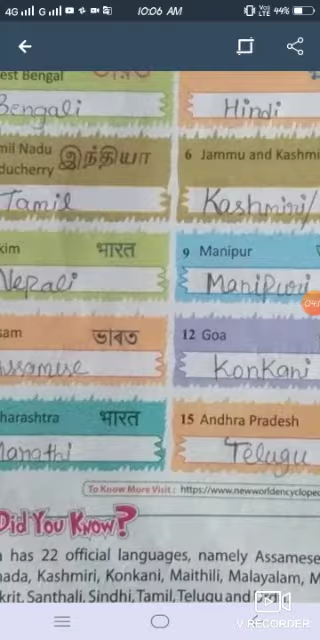 4G G 10:06 AM VoLTE 44%
est Bengal
Bengali Hindi
mil Nadu இந்தியா 6 Jammu and Kashmi
ducherry
Tamil Kashmiri/
kim भारत 9 Manipur
Nepali Manipuri
04:
sam ভাৰত 12 Goa
ssamese Konkani
harashtra भारत 15 Andhra Pradesh
Marathi Telugu
To Know More Visit : https://www.newworldencyclope
Did You Know?
a has 22 official languages, namely Assamese
nada, Kashmiri, Konkani, Maithili, Malayalam, M
krit, Santhali, Sindhi, Tamil, Telugu and
V RECORDER